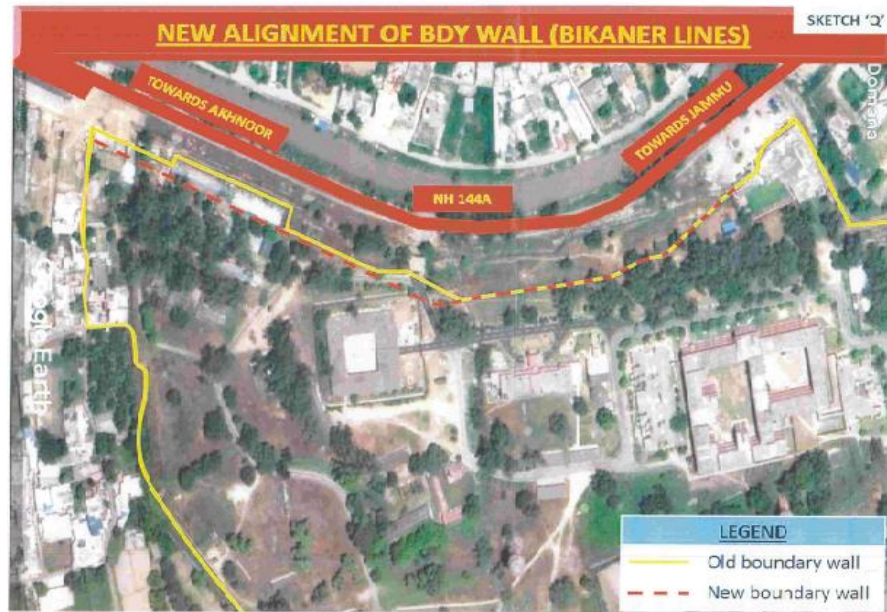 SKETCH 'Q'
NEW ALIGNMENT OF BDY WALL (BIKANER LINES)
TOWARDS AKHNOOR
TOWARDS JAMMU
NH 144A
Domana
Google Earth
LEGEND
Old boundary wall
New boundary wall